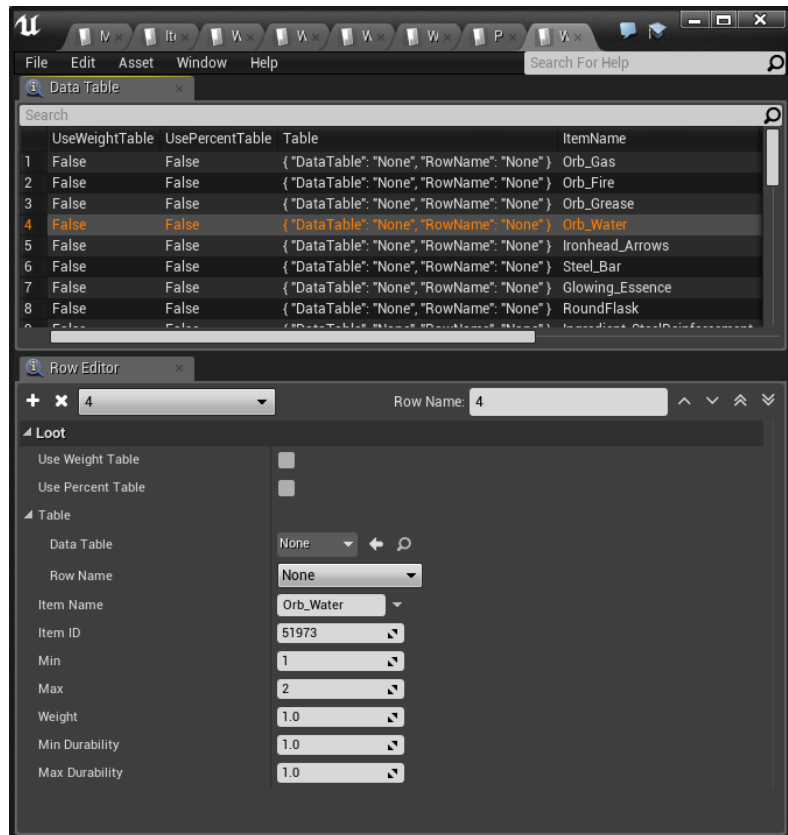 M
Ite
W
W
W
W
P
W
File Edit Asset Window Help Search For Help
Data Table
Search
UseWeightTable UsePercentTable Table ItemName
1 False False { "DataTable": "None", "RowName": "None" } Orb_Gas
2 False False { "DataTable": "None", "RowName": "None" } Orb_Fire
3 False False { "DataTable": "None", "RowName": "None" } Orb_Grease
4 False False { "DataTable": "None", "RowName": "None" } Orb_Water
5 False False { "DataTable": "None", "RowName": "None" } Ironhead_Arrows
6 False False { "DataTable": "None", "RowName": "None" } Steel_Bar
7 False False { "DataTable": "None", "RowName": "None" } Glowing_Essence
8 False False { "DataTable": "None", "RowName": "None" } RoundFlask
Row Editor
4 Row Name: 4
Loot
Use Weight Table
Use Percent Table
Table
Data Table None
Row Name None
Item Name Orb_Water
Item ID 51973
Min 1
Max 2
Weight 1.0
Min Durability 1.0
Max Durability 1.0